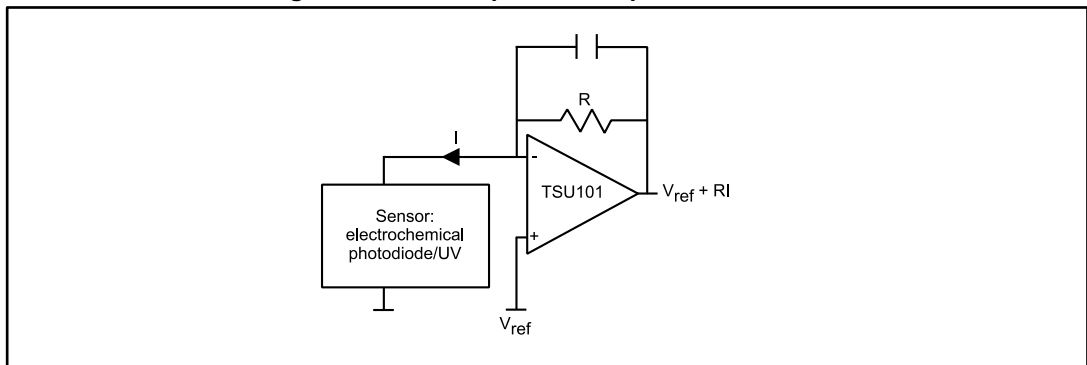 R
I
-
TSU101
V_ref + RI
Sensor:
electrochemical
photodiode/UV
+
V_ref